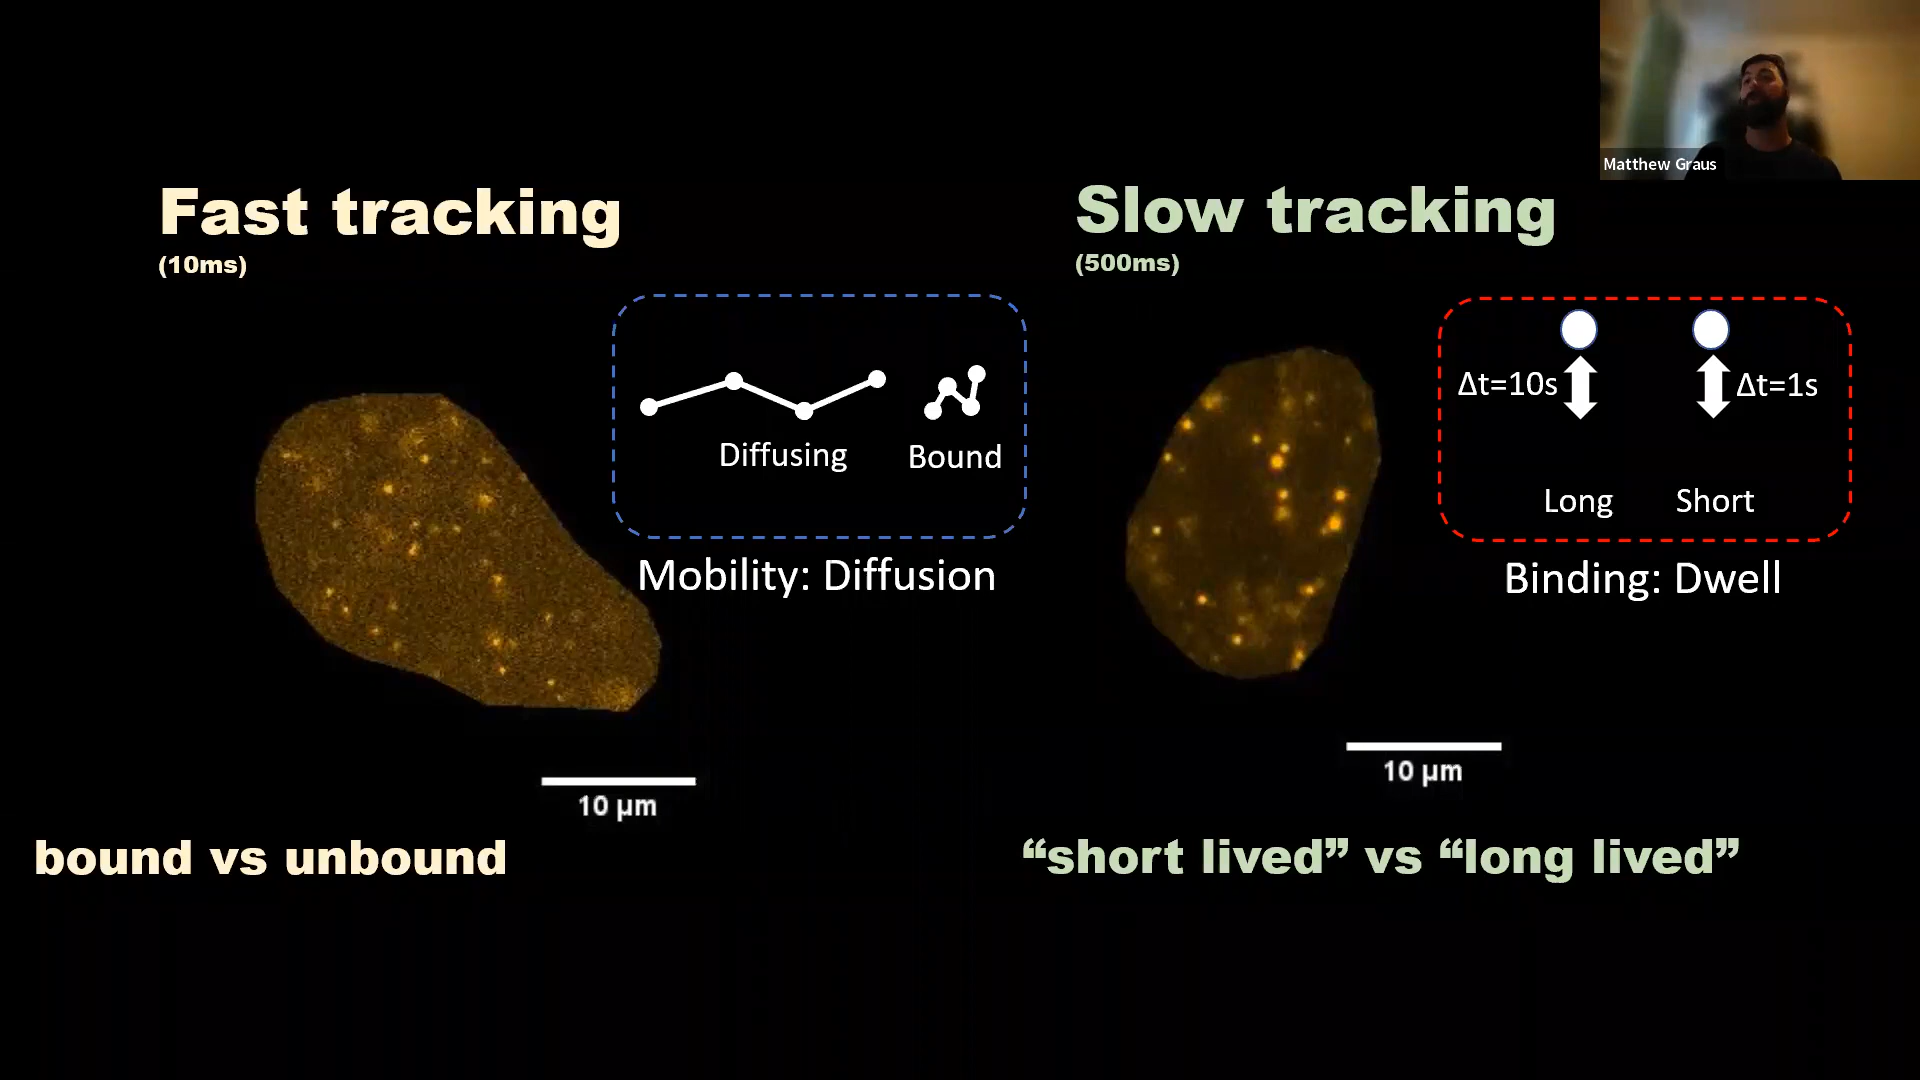 Matthew Graus
Fast tracking
(10ms)
Diffusing
Bound
Mobility: Diffusion
10 µm
bound vs unbound
Slow tracking
(500ms)
Δt=10s
Δt=1s
Long
Short
Binding: Dwell
10 µm
“short lived” vs “long lived”